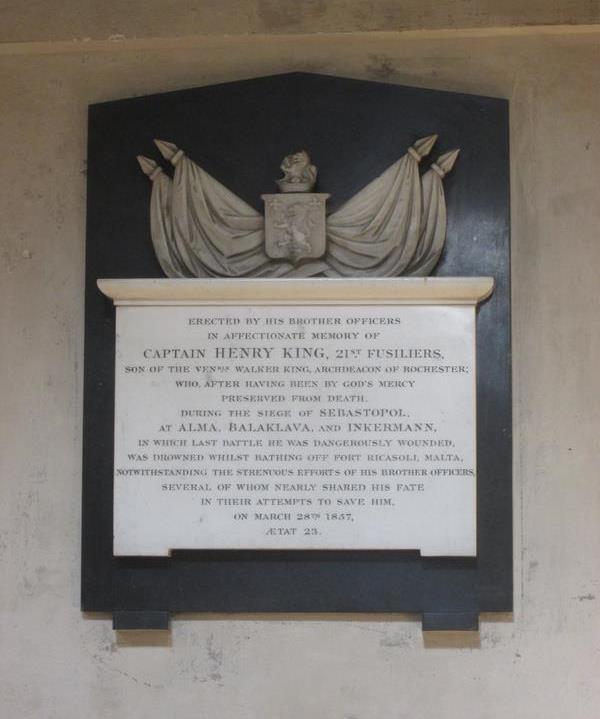 ERECTED BY HIS BROTHER OFFICERS
IN AFFECTIONATE MEMORY OF
CAPTAIN HENRY KING, 21ST FUSILIERS,
SON OF THE VENBLE WALKER KING, ARCHDEACON OF ROCHESTER;
WHO, AFTER HAVING BEEN BY GOD'S MERCY
PRESERVED FROM DEATH,
DURING THE SIEGE OF SEBASTOPOL,
AT ALMA, BALAKLAVA, AND INKERMANN,
IN WHICH LAST BATTLE HE WAS DANGEROUSLY WOUNDED,
WAS DROWNED WHILST BATHING OFF FORT RICASOLI, MALTA,
NOTWITHSTANDING THE STRENUOUS EFFORTS OF HIS BROTHER OFFICERS,
SEVERAL OF WHOM NEARLY SHARED HIS FATE
IN THEIR ATTEMPTS TO SAVE HIM,
ON MARCH 28TH 1857,
ÆTAT 23.